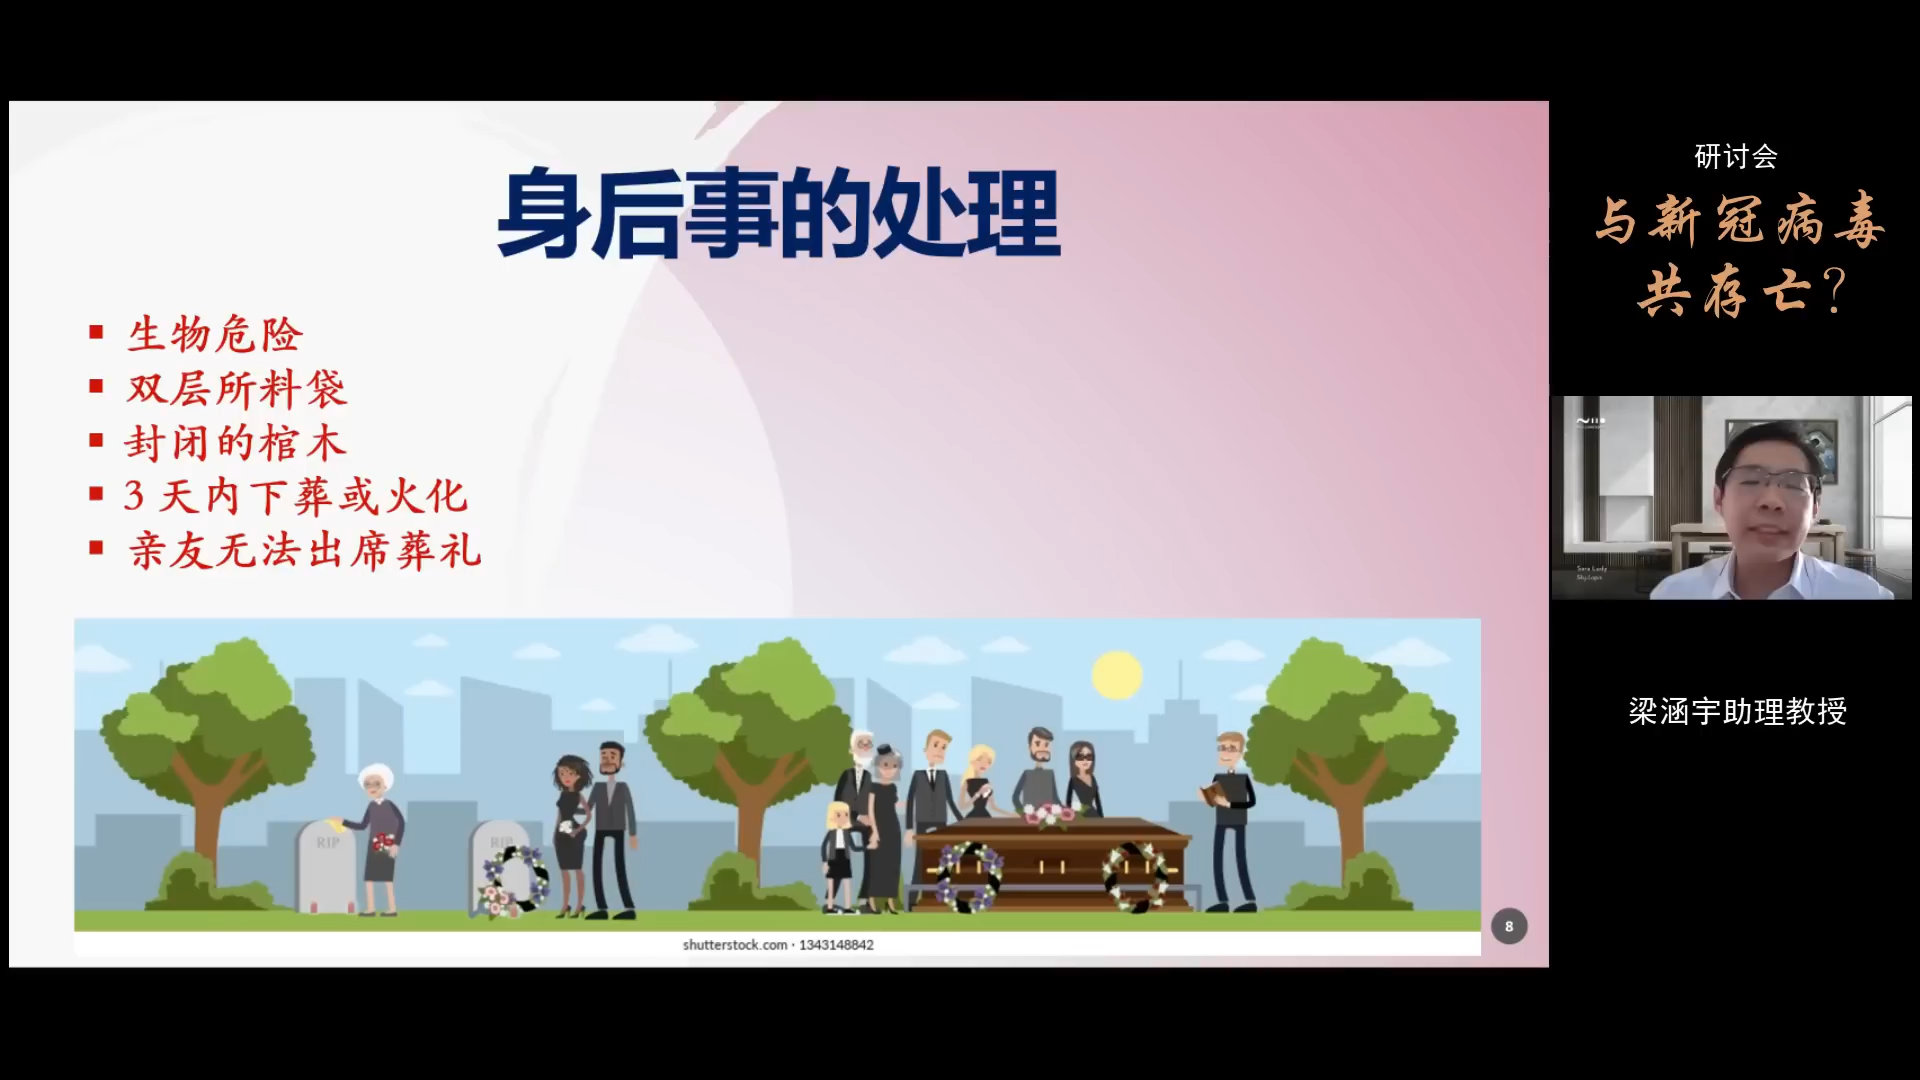 身后事的处理
生物危险
双层所料袋
封闭的棺木
3 天内下葬或火化
亲友无法出席葬礼
RIP
RIP
shutterstock.com · 1343148842
8
研讨会
与新冠病毒
共存亡?
梁涵宇助理教授